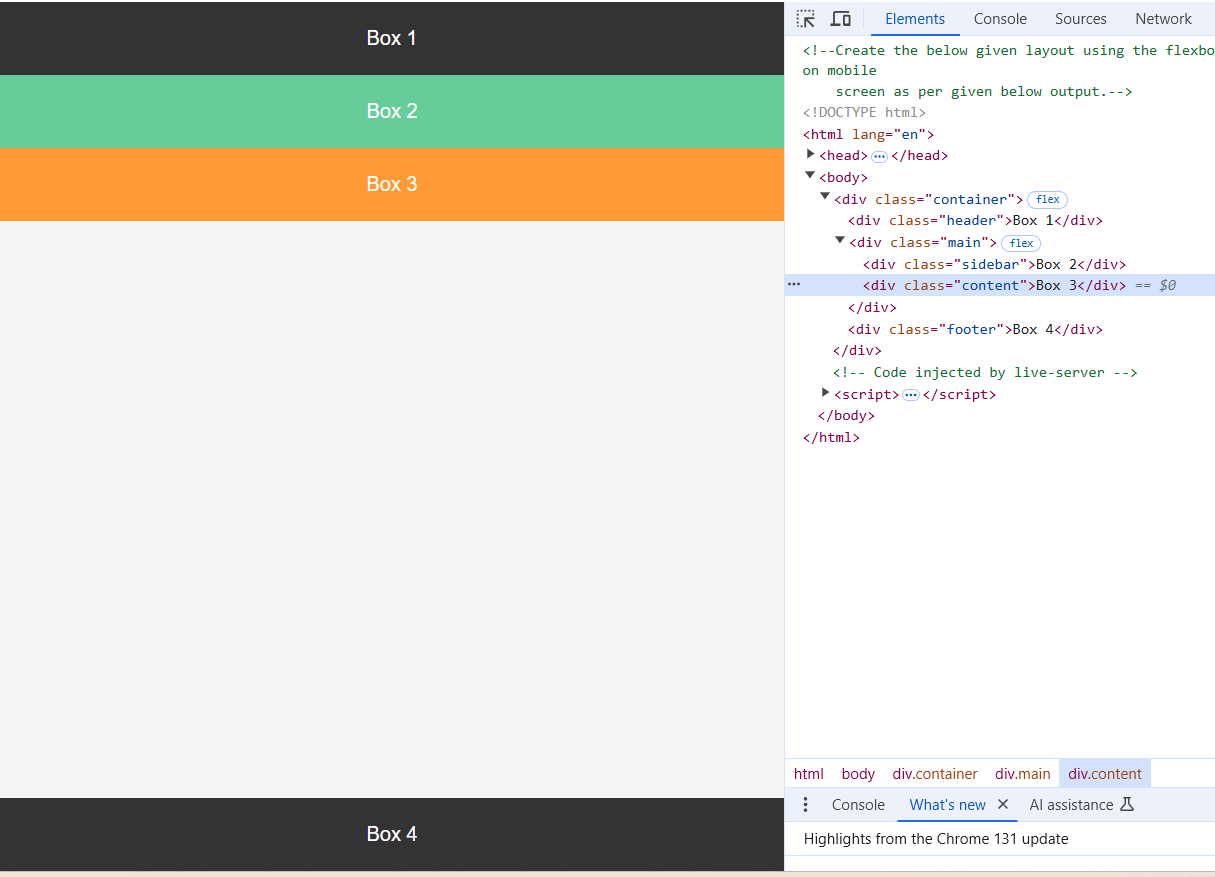 Box 1
Box 2
Box 3
Box 4
Elements Console Sources Network
<!--Create the below given layout using the flexbo
on mobile
screen as per given below output.-->
<!DOCTYPE html>
<html lang="en">
<head> ••• </head>
<body>
<div class="container"> flex
<div class="header">Box 1</div>
<div class="main"> flex
<div class="sidebar">Box 2</div>
<div class="content">Box 3</div> == $0
</div>
<div class="footer">Box 4</div>
</div>
<!-- Code injected by live-server -->
<script> ••• </script>
</body>
</html>
html body div.container div.main div.content
Console What's new AI assistance
Highlights from the Chrome 131 update